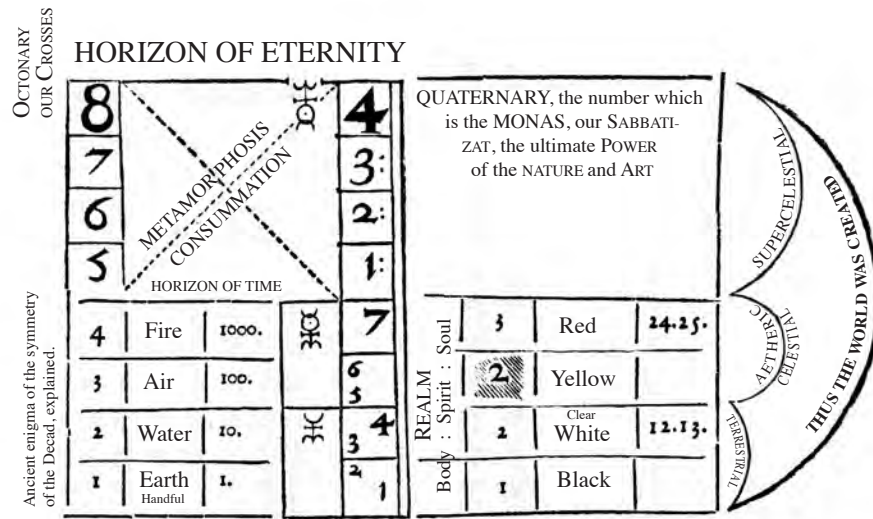 OCTONARY
OUR CROSSES
HORIZON OF ETERNITY
8
7
6
5
METAMORPHOSIS
CONSUMMATION
HORIZON OF TIME
4
3:
2:
1:
QUATERNARY, the number which
is the MONAS, our SABBATI-
ZAT, the ultimate POWER
of the NATURE and ART
SUPERCELESTIAL
AETHERIC
CELESTIAL
TERRESTRIAL
THUS THE WORLD WAS CREATED
Ancient enigma of the symmetry
of the Decad, explained.
4 Fire 1000.
3 Air 100.
2 Water 10.
1 Earth 1.
Handful
7
6
5
4
3
2
1
REALM
Body : Spirit : Soul
3 Red 24.25.
2 Yellow
Clear
2 White 12.13.
1 Black